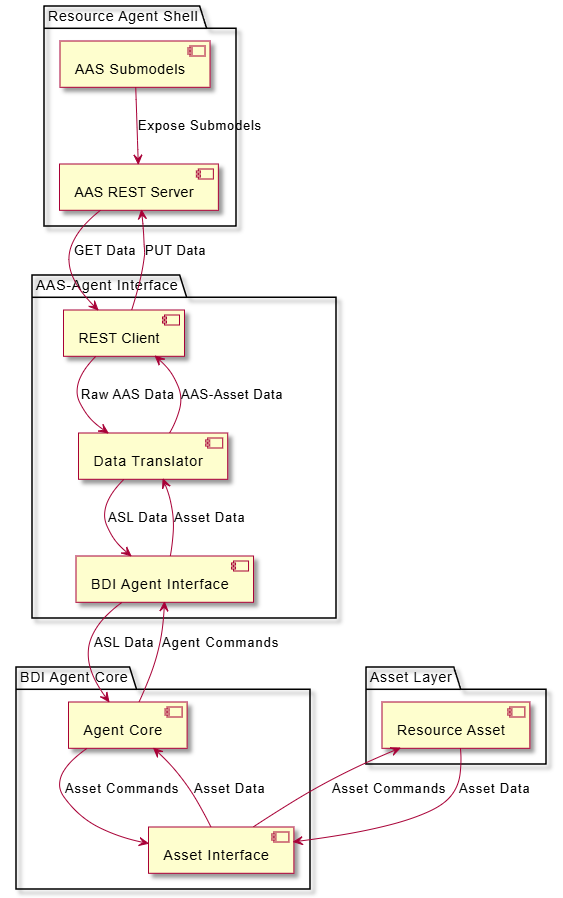 Resource Agent Shell
AAS Submodels
Expose Submodels
AAS REST Server
GET Data
PUT Data
AAS-Agent Interface
REST Client
Raw AAS Data
AAS-Asset Data
Data Translator
ASL Data
Asset Data
BDI Agent Interface
ASL Data
Agent Commands
BDI Agent Core
Asset Layer
Agent Core
Resource Asset
Asset Commands
Asset Data
Asset Commands
Asset Data
Asset Interface